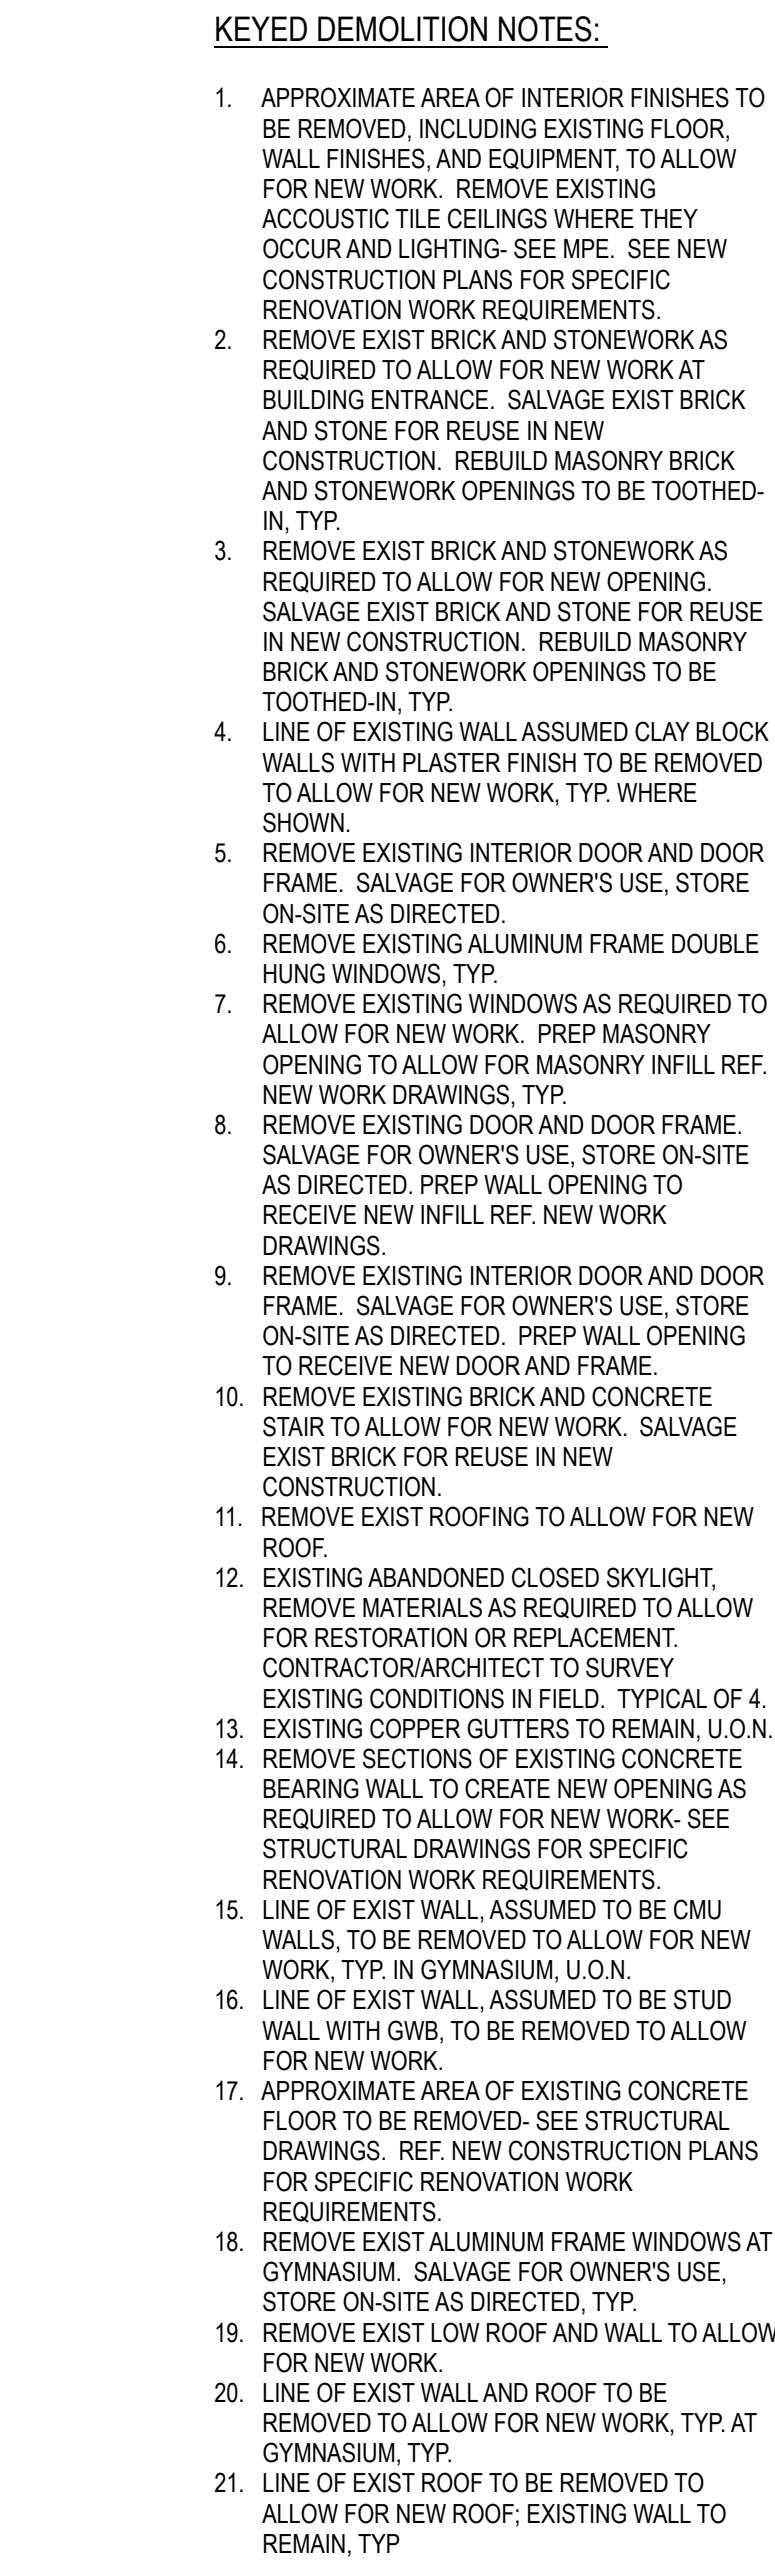 KEYED DEMOLITION NOTES:
1. APPROXIMATE AREA OF INTERIOR FINISHES TO
BE REMOVED, INCLUDING EXISTING FLOOR,
WALL FINISHES, AND EQUIPMENT, TO ALLOW
FOR NEW WORK. REMOVE EXISTING
ACCOUSTIC TILE CEILINGS WHERE THEY
OCCUR AND LIGHTING- SEE MPE. SEE NEW
CONSTRUCTION PLANS FOR SPECIFIC
RENOVATION WORK REQUIREMENTS.
2. REMOVE EXIST BRICK AND STONEWORK AS
REQUIRED TO ALLOW FOR NEW WORK AT
BUILDING ENTRANCE. SALVAGE EXIST BRICK
AND STONE FOR REUSE IN NEW
CONSTRUCTION. REBUILD MASONRY BRICK
AND STONEWORK OPENINGS TO BE TOOTHED-
IN, TYP.
3. REMOVE EXIST BRICK AND STONEWORK AS
REQUIRED TO ALLOW FOR NEW OPENING.
SALVAGE EXIST BRICK AND STONE FOR REUSE
IN NEW CONSTRUCTION. REBUILD MASONRY
BRICK AND STONEWORK OPENINGS TO BE
TOOTHED-IN, TYP.
4. LINE OF EXISTING WALL ASSUMED CLAY BLOCK
WALLS WITH PLASTER FINISH TO BE REMOVED
TO ALLOW FOR NEW WORK, TYP. WHERE
SHOWN.
5. REMOVE EXISTING INTERIOR DOOR AND DOOR
FRAME. SALVAGE FOR OWNER'S USE, STORE
ON-SITE AS DIRECTED.
6. REMOVE EXISTING ALUMINUM FRAME DOUBLE
HUNG WINDOWS, TYP.
7. REMOVE EXISTING WINDOWS AS REQUIRED TO
ALLOW FOR NEW WORK. PREP MASONRY
OPENING TO ALLOW FOR MASONRY INFILL REF.
NEW WORK DRAWINGS, TYP.
8. REMOVE EXISTING DOOR AND DOOR FRAME.
SALVAGE FOR OWNER'S USE, STORE ON-SITE
AS DIRECTED. PREP WALL OPENING TO
RECEIVE NEW INFILL REF. NEW WORK
DRAWINGS.
9. REMOVE EXISTING INTERIOR DOOR AND DOOR
FRAME. SALVAGE FOR OWNER'S USE, STORE
ON-SITE AS DIRECTED. PREP WALL OPENING
TO RECEIVE NEW DOOR AND FRAME.
10. REMOVE EXISTING BRICK AND CONCRETE
STAIR TO ALLOW FOR NEW WORK. SALVAGE
EXIST BRICK FOR REUSE IN NEW
CONSTRUCTION.
11. REMOVE EXIST ROOFING TO ALLOW FOR NEW
ROOF.
12. EXISTING ABANDONED CLOSED SKYLIGHT,
REMOVE MATERIALS AS REQUIRED TO ALLOW
FOR RESTORATION OR REPLACEMENT.
CONTRACTOR/ARCHITECT TO SURVEY
EXISTING CONDITIONS IN FIELD. TYPICAL OF 4.
13. EXISTING COPPER GUTTERS TO REMAIN, U.O.N.
14. REMOVE SECTIONS OF EXISTING CONCRETE
BEARING WALL TO CREATE NEW OPENING AS
REQUIRED TO ALLOW FOR NEW WORK- SEE
STRUCTURAL DRAWINGS FOR SPECIFIC
RENOVATION WORK REQUIREMENTS.
15. LINE OF EXIST WALL, ASSUMED TO BE CMU
WALLS, TO BE REMOVED TO ALLOW FOR NEW
WORK, TYP. IN GYMNASIUM, U.O.N.
16. LINE OF EXIST WALL, ASSUMED TO BE STUD
WALL WITH GWB, TO BE REMOVED TO ALLOW
FOR NEW WORK.
17. APPROXIMATE AREA OF EXISTING CONCRETE
FLOOR TO BE REMOVED- SEE STRUCTURAL
DRAWINGS. REF. NEW CONSTRUCTION PLANS
FOR SPECIFIC RENOVATION WORK
REQUIREMENTS.
18. REMOVE EXIST ALUMINUM FRAME WINDOWS AT
GYMNASIUM. SALVAGE FOR OWNER'S USE,
STORE ON-SITE AS DIRECTED, TYP.
19. REMOVE EXIST LOW ROOF AND WALL TO ALLOW
FOR NEW WORK.
20. LINE OF EXIST WALL AND ROOF TO BE
REMOVED TO ALLOW FOR NEW WORK, TYP. AT
GYMNASIUM, TYP.
21. LINE OF EXIST ROOF TO BE REMOVED TO
ALLOW FOR NEW ROOF; EXISTING WALL TO
REMAIN, TYP